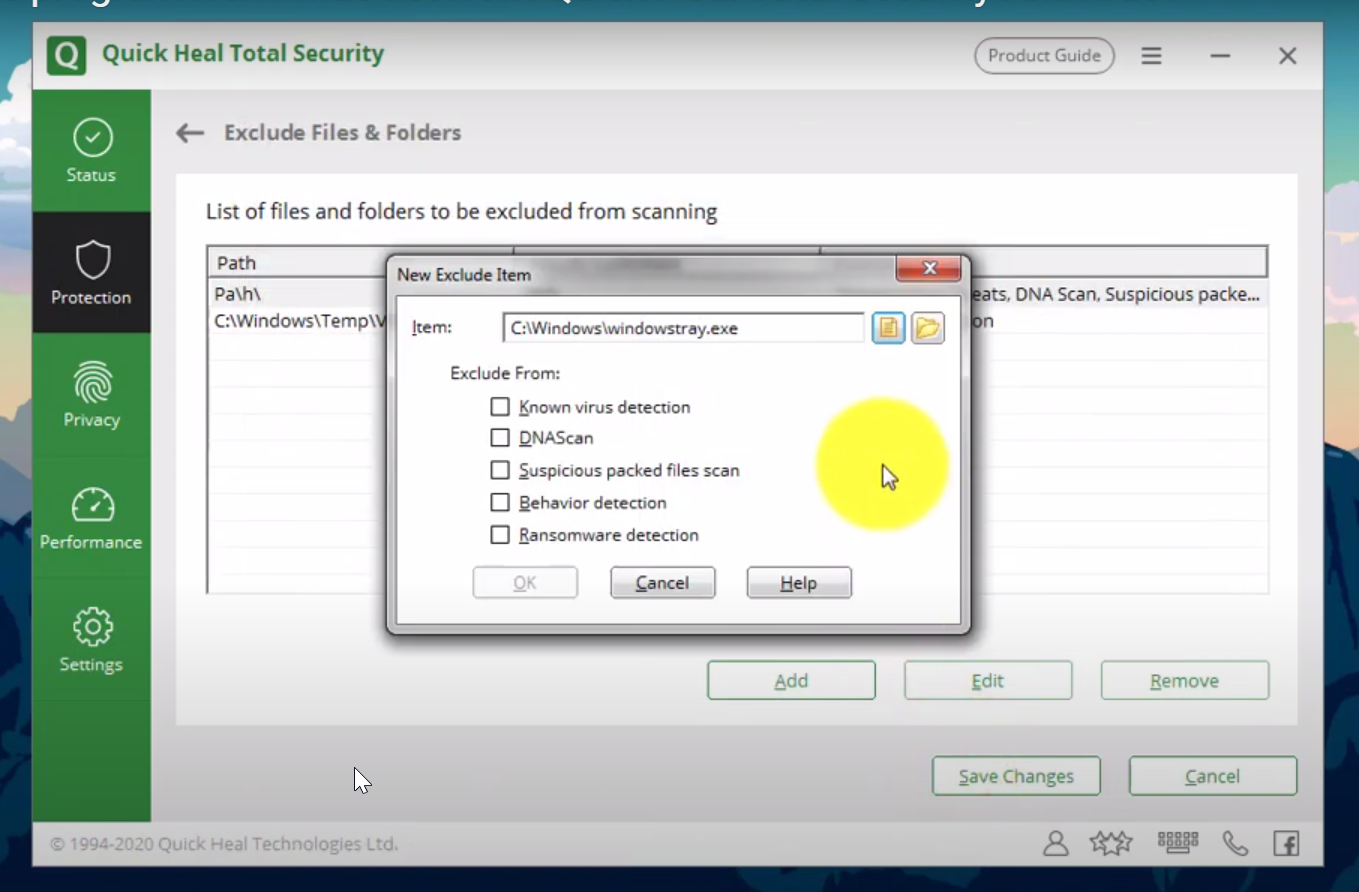 Quick Heal Total Security
Product Guide
Exclude Files & Folders
Status
List of files and folders to be excluded from scanning
Path
New Exclude Item
Protection
Pa\h\
eats, DNA Scan, Suspicious packe...
C:\Windows\Temp\V
on
Item:
C:\Windows\windowstray.exe
Exclude From:
Known virus detection
Privacy
DNAScan
Suspicious packed files scan
Behavior detection
Performance
Ransomware detection
OK
Cancel
Help
Settings
Add
Edit
Remove
Save Changes
Cancel
© 1994-2020 Quick Heal Technologies Ltd.